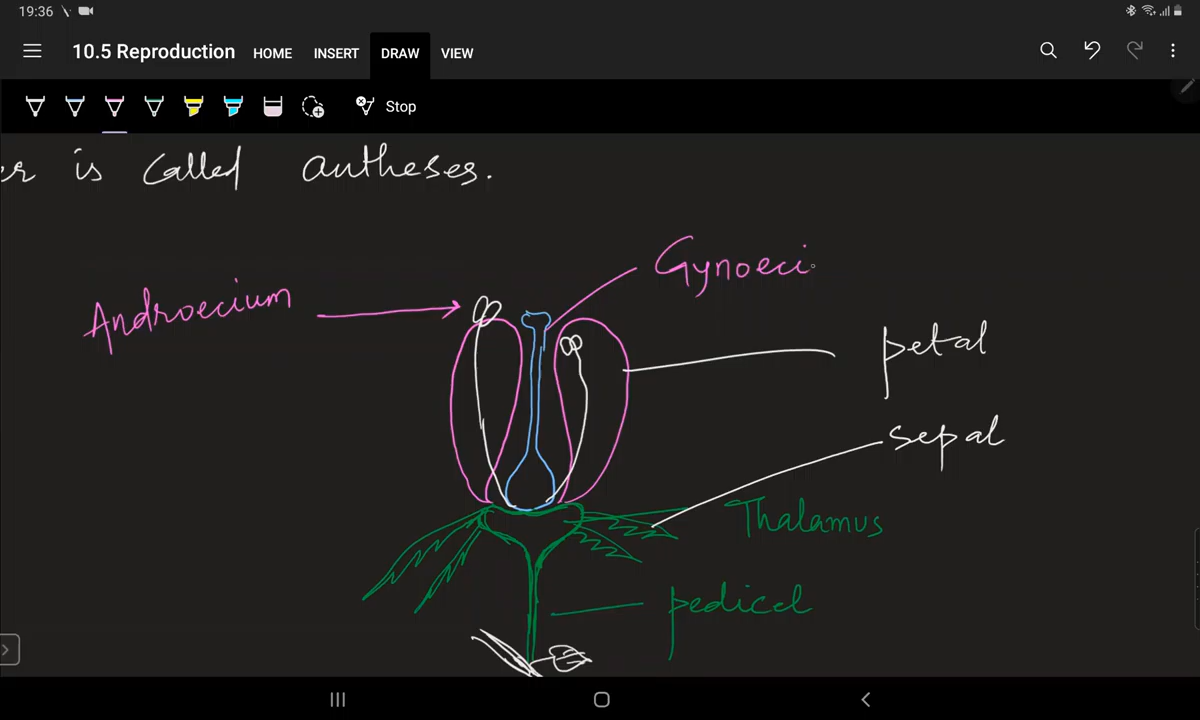 19:36
10.5 Reproduction HOME INSERT DRAW VIEW
Stop
er is called antheses.
Gynoeci
Androecium
petal
sepal
Thalamus
pedicel